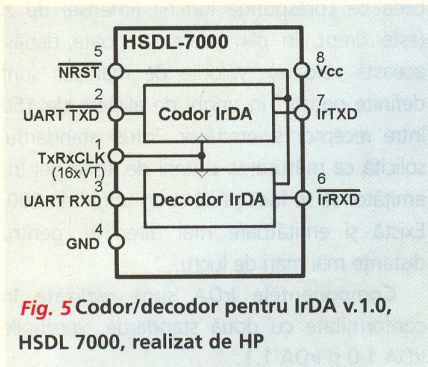 HSDL-7000
5
NRST
8
Vcc
2
UART TXD
Codor IrDA
7
IrTXD
1
TxRxCLK
(16xVT)
3
UART RXD
Decodor IrDA
6
IrRXD
4
GND
Fig. 5 Codor/decodor pentru IrDA v.1.0,
HSDL 7000, realizat de HP